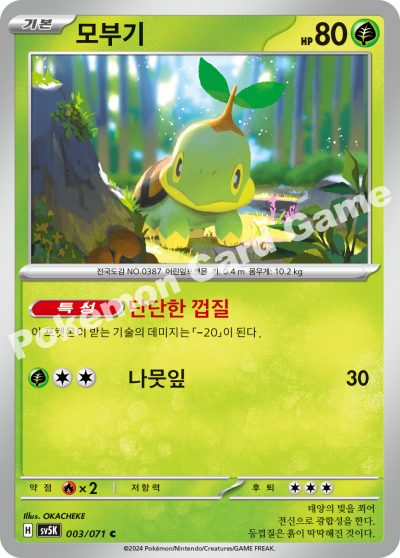 기본 모부기 HP 80
전국도감 NO.0387 어린잎포켓몬 키: 0.4 m 몸무게: 10.2 kg
특성 단단한 껍질
이 포켓몬이 받는 기술의 데미지는 「-20」이 된다.
나뭇잎 30
약점 ×2 저항력 후퇴
Illus. OKACHEKE
H SV5K 003/071 C
태양의 빛을 쬐어
전신으로 광합성을 한다.
등껍질은 흙이 딱딱해진 것이다.
©2024 Pokémon/Nintendo/Creatures/GAME FREAK.
Pokémon Card Game